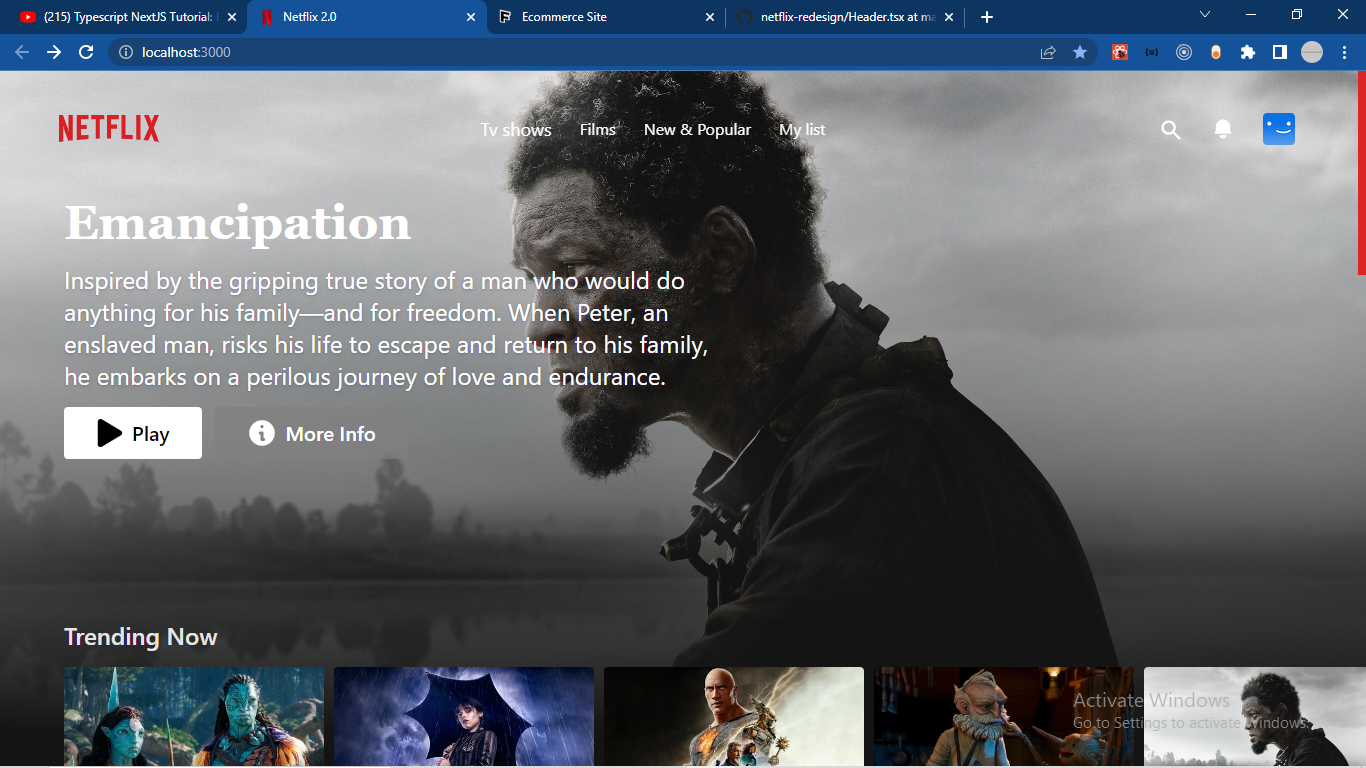 (215) Typescript NextJS Tutorial:
Netflix 2.0
Ecommerce Site
netflix-redesign/Header.tsx at ma
localhost:3000
NETFLIX
Tv shows
Films
New & Popular
My list
Emancipation
Inspired by the gripping true story of a man who would do
anything for his family—and for freedom. When Peter, an
enslaved man, risks his life to escape and return to his family,
he embarks on a perilous journey of love and endurance.
Play
More Info
Trending Now
Activate Windows
Go to Settings to activate Windows.